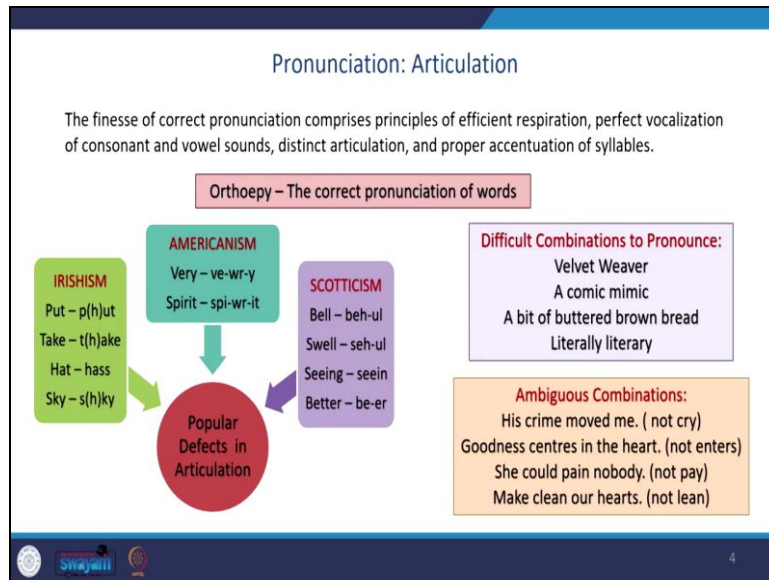 Pronunciation: Articulation
The finesse of correct pronunciation comprises principles of efficient respiration, perfect vocalization
of consonant and vowel sounds, distinct articulation, and proper accentuation of syllables.
Orthoepy – The correct pronunciation of words
IRISHISM
Put – p(h)ut
Take – t(h)ake
Hat – hass
Sky – s(h)ky
AMERICANISM
Very – ve-wr-y
Spirit – spi-wr-it
SCOTTICISM
Bell – beh-ul
Swell – seh-ul
Seeing – seein
Better – be-er
Popular
Defects in
Articulation
Difficult Combinations to Pronounce:
Velvet Weaver
A comic mimic
A bit of buttered brown bread
Literally literary
Ambiguous Combinations:
His crime moved me. ( not cry)
Goodness centres in the heart. (not enters)
She could pain nobody. (not pay)
Make clean our hearts. (not lean)
swayam
4